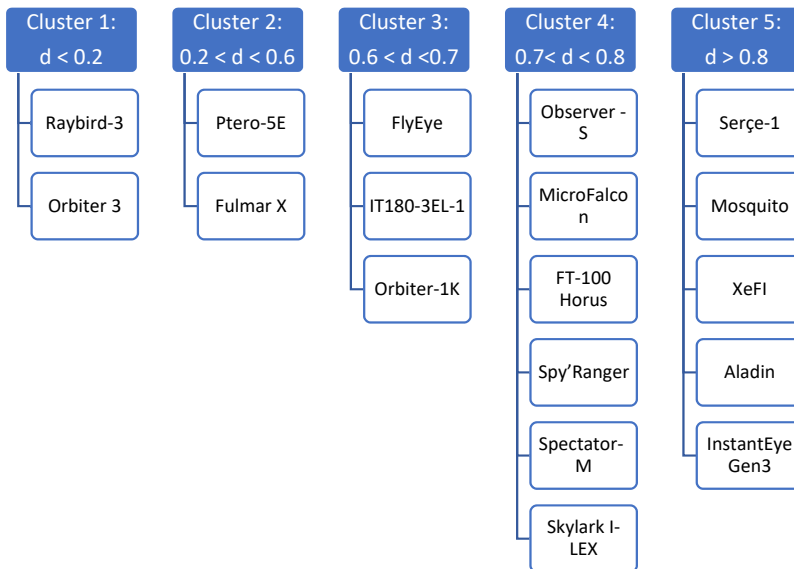 Cluster 1:
d < 0.2
Raybird-3
Orbiter 3
Cluster 2:
0.2 < d < 0.6
Ptero-5E
Fulmar X
Cluster 3:
0.6 < d <0.7
FlyEye
IT180-3EL-1
Orbiter-1K
Cluster 4:
0.7< d < 0.8
Observer -
S
MicroFalco
n
FT-100
Horus
Spy’Ranger
Spectator-
M
Skylark I-
LEX
Cluster 5:
d > 0.8
Serçe-1
Mosquito
XeFI
Aladin
InstantEye
Gen3